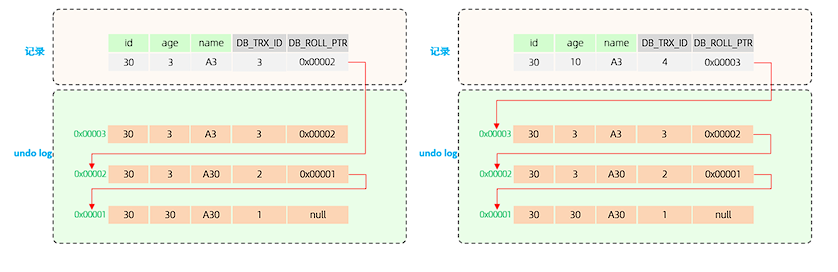 id age name DB_TRX_ID DB_ROLL_PTR
记录
30 3 A3 3 0x00002
0x00003 30 3 A3 3 0x00002
undo log
0x00002 30 3 A30 2 0x00001
0x00001 30 30 A30 1 null
id age name DB_TRX_ID DB_ROLL_PTR
记录
30 10 A3 4 0x00003
0x00003 30 3 A3 3 0x00002
undo log
0x00002 30 3 A30 2 0x00001
0x00001 30 30 A30 1 null